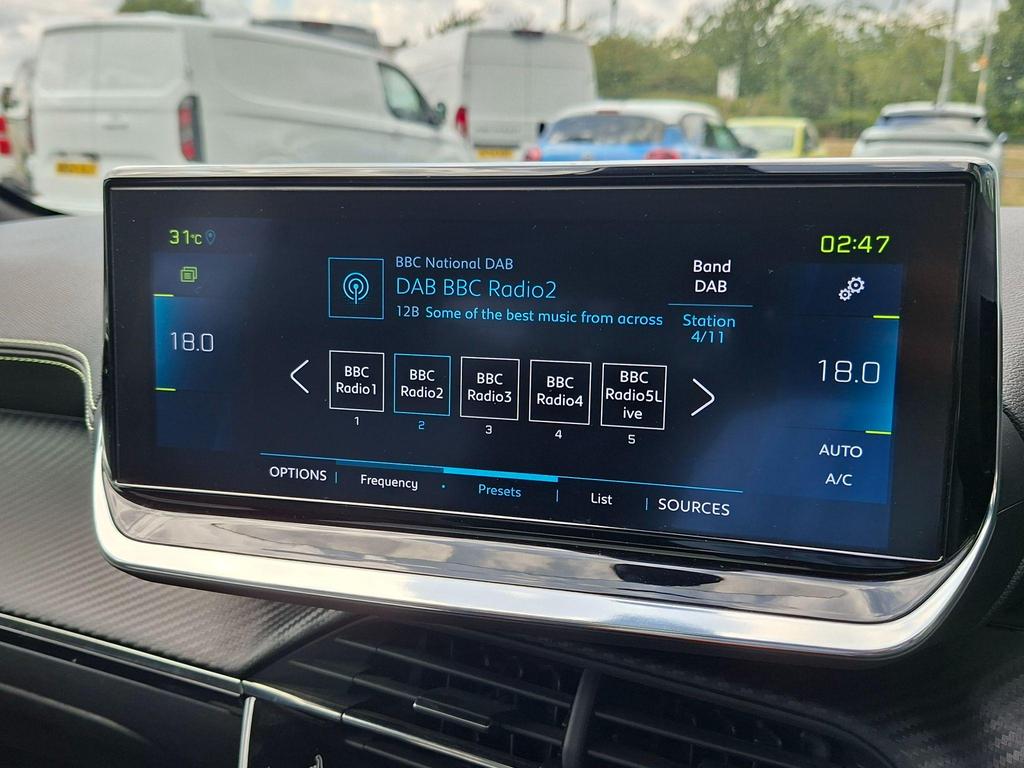 31°C
02:47
BBC National DAB
DAB BBC Radio2
12B Some of the best music from across
Band
DAB
Station
4/11
18.0
18.0
BBC
Radio1
1
BBC
Radio2
2
BBC
Radio3
3
BBC
Radio4
4
BBC
Radio5L
ive
5
AUTO
A/C
OPTIONS
Frequency
Presets
List
SOURCES